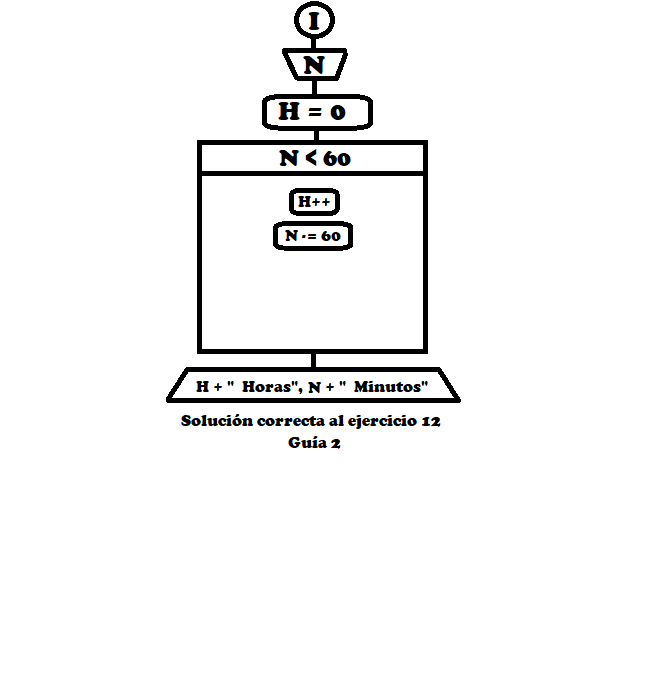 I
N
H = 0
N < 60
H++
N -= 60
H + " Horas", N + " Minutos"
Solución correcta al ejercicio 12
Guía 2